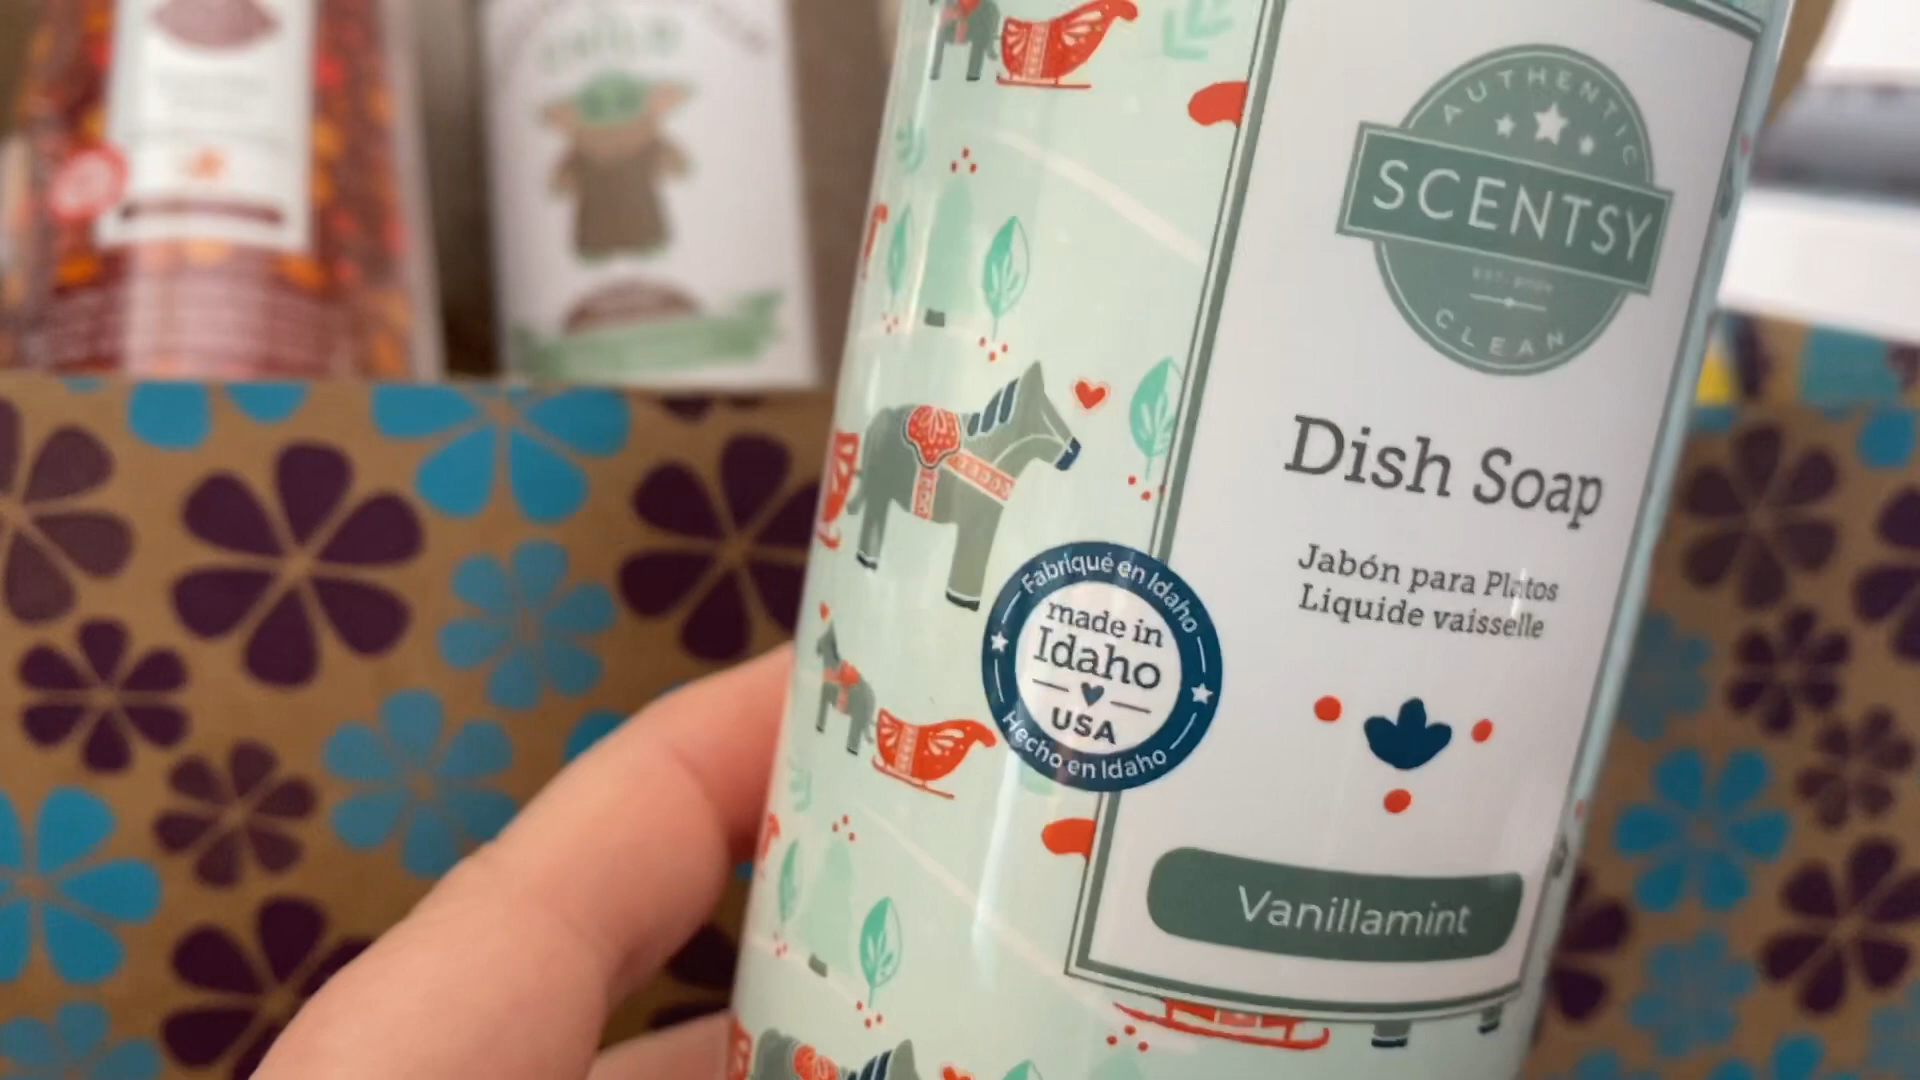 AUTHENTIC
SCENTSY
CLEAN
Dish Soap
Jabón para Platos
Liquide vaisselle
Fabriqué en Idaho
made in
Idaho
USA
Hecho en Idaho
Vanillamint